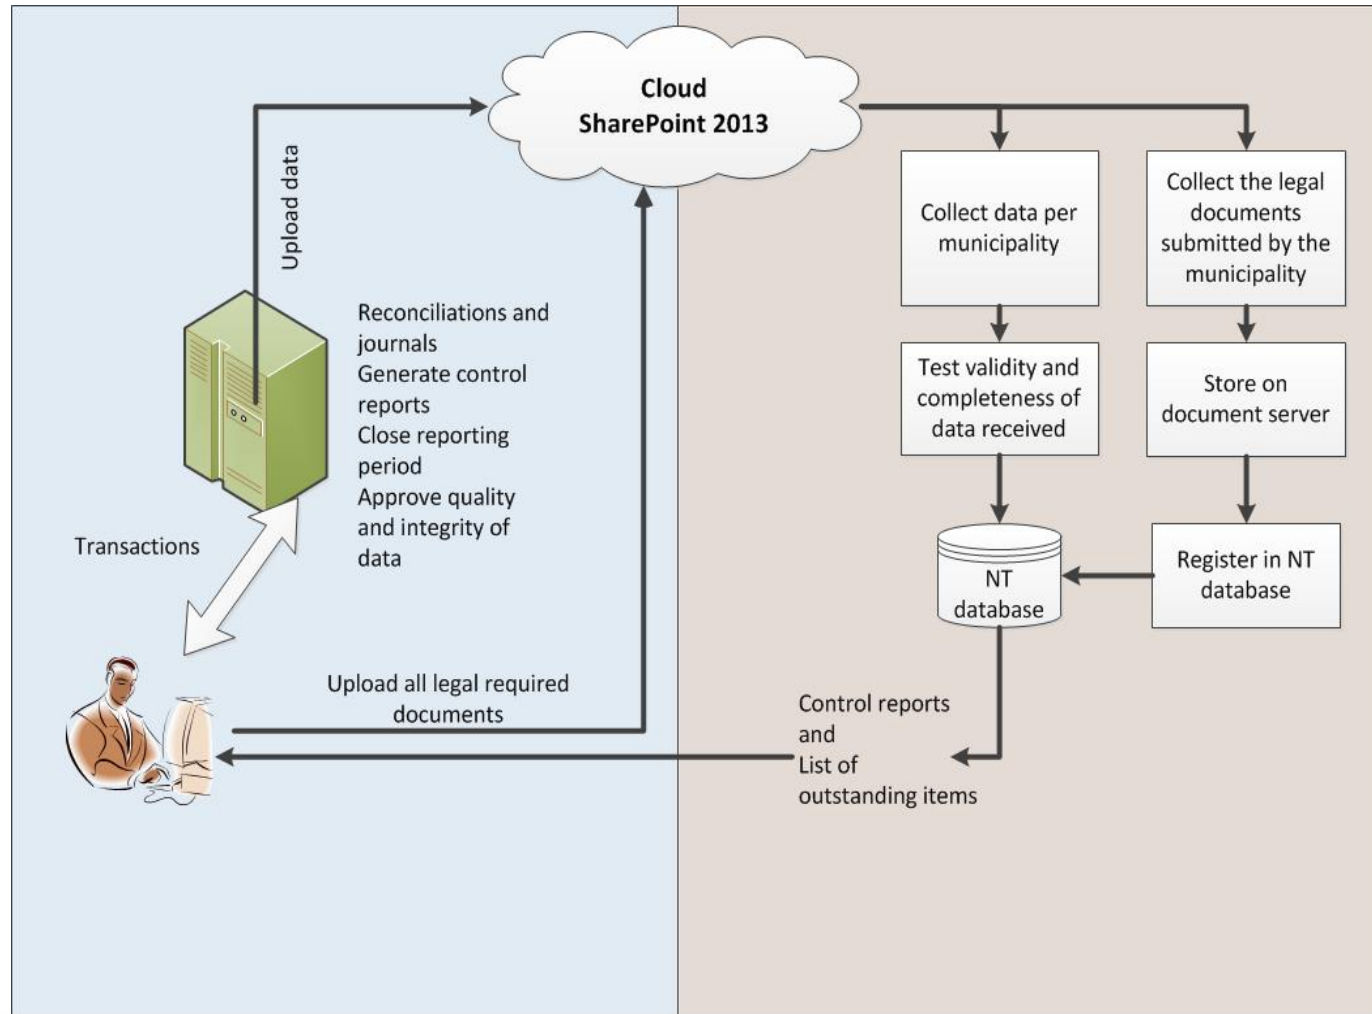 Cloud
SharePoint 2013
Upload data
Reconciliations and
journals
Generate control
reports
Close reporting
period
Approve quality
and integrity of
data
Transactions
Upload all legal required
documents
Collect data per
municipality
Test validity and
completeness of
data received
NT
database
Collect the legal
documents
submitted by the
municipality
Store on
document server
Register in NT
database
Control reports
and
List of
outstanding items